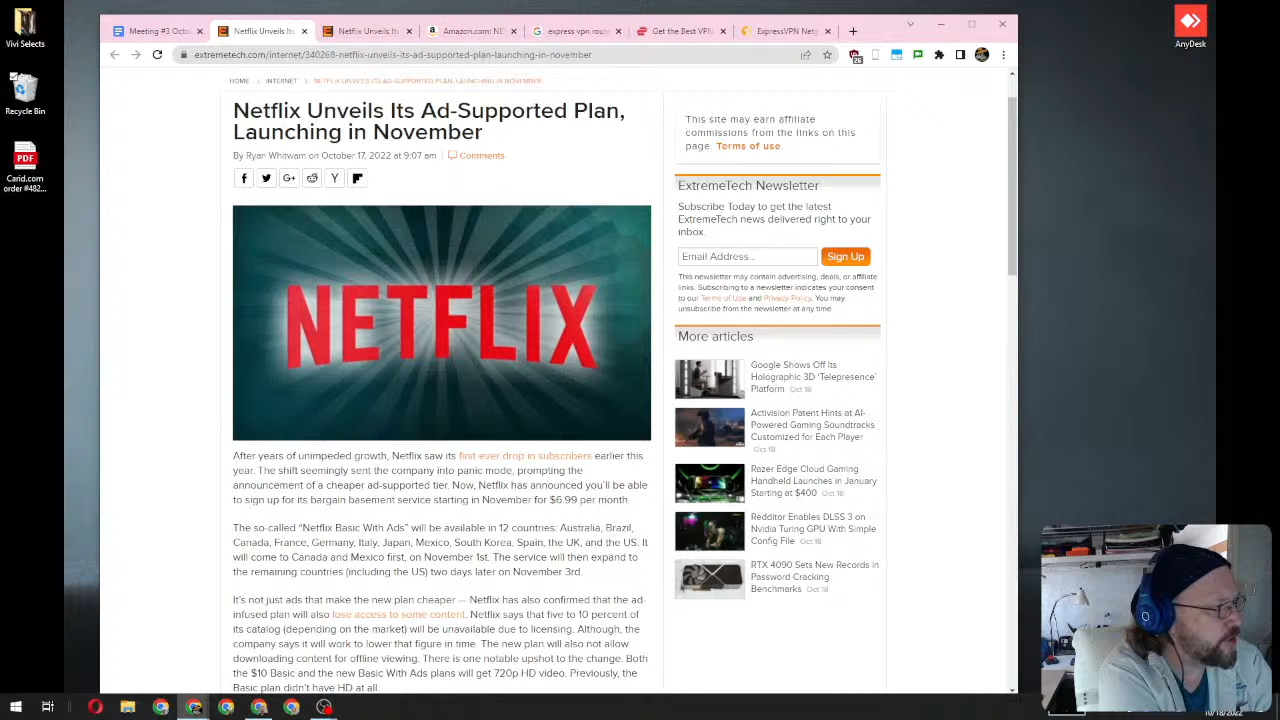 Vivi Selects
Recycle Bin
PDF
Carid.com
order #482...
AnyDesk
Meeting #3 Octo
Netflix Unveils Its
Netflix Unveils Its
Amazon.com: NE
express vpn route
Get the Best VPN
ExpressVPN Netg
extremetech.com/internet/340268-netflix-unveils-its-ad-supported-plan-launching-in-november
HOME
INTERNET
NETFLIX UNVEILS ITS AD-SUPPORTED PLAN, LAUNCHING IN NOVEMBER
Netflix Unveils Its Ad-Supported Plan,
Launching in November
By Ryan Whitwam on October 17, 2022 at 9:07 am
Comments
NETFLIX
After years of unimpeded growth, Netflix saw its first-ever drop in subscribers earlier this
year. The shift seemingly sent the company into panic mode, prompting the
announcement of a cheaper ad-supported tier. Now, Netflix has announced you'll be able
to sign up for its bargain basement service starting in November for $6.99 per month.
The so-called "Netflix Basic With Ads" will be available in 12 countries: Australia, Brazil,
Canada, France, Germany, Italy, Japan, Mexico, South Korea, Spain, the UK, and the US. It
will come to Canada and Mexico first, on November 1st. The service will then expand to
the remaining countries (including the US) two days later on November 3rd.
It's not just ads that make the new plan cheaper — Netflix has also confirmed that the ad-
infused plan will also lose access to some content. Netflix says that five to 10 percent of
its catalog (depending on the market) will be unavailable due to licensing. Although, the
company says it will work to lower that figure in time. The new plan will also not allow
downloading content for offline viewing. There is one notable upshot to the change. Both
the $10 Basic and the new Basic With Ads plans will get 720p HD video. Previously, the
Basic plan didn't have HD at all.
This site may earn affiliate
commissions from the links on this
page. Terms of use.
ExtremeTech Newsletter
Subscribe Today to get the latest
ExtremeTech news delivered right to your
inbox.
Email Address...
Sign Up
This newsletter may contain advertising, deals, or affiliate
links. Subscribing to a newsletter indicates your consent
to our Terms of Use and Privacy Policy. You may
unsubscribe from the newsletter at any time
More articles
Google Shows Off Its
Holographic 3D 'Telepresence'
Platform Oct 18
Activision Patent Hints at AI-
Powered Gaming Soundtracks
Customized for Each Player
Oct 18
Razer Edge Cloud Gaming
Handheld Launches in January
Starting at $400 Oct 18
Redditor Enables DLSS 3 on
Nvidia Turing GPU With Simple
Config File Oct 18
RTX 4090 Sets New Records in
Password Cracking
Benchmarks Oct 18
10/18/2022